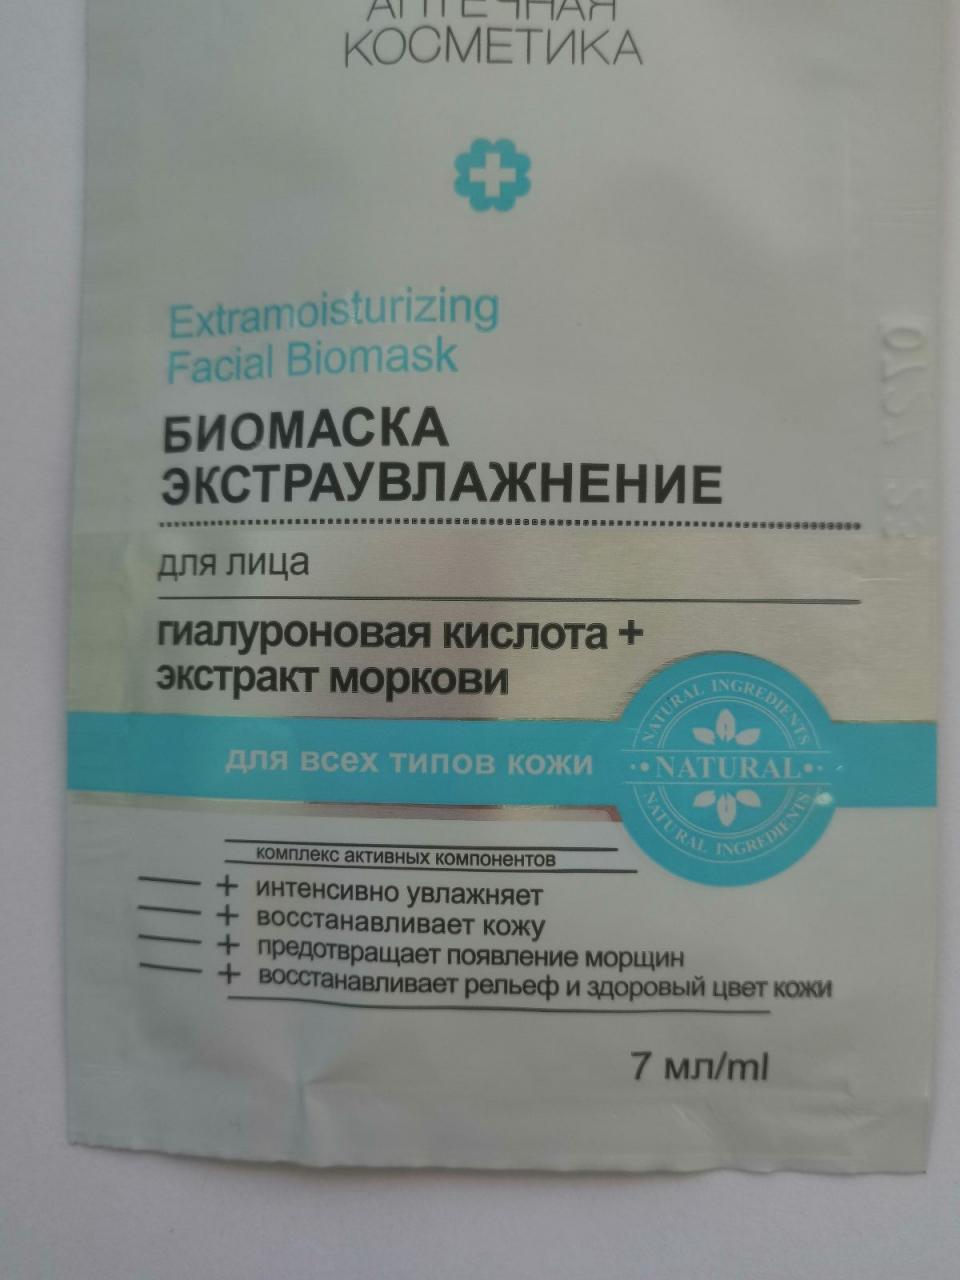 АПТЕЧНАЯ
КОСМЕТИКА
Extramoisturizing
Facial Biomask
БИОМАСКА
ЭКСТРАУВЛАЖНЕНИЕ
для лица
гиалуроновая кислота +
экстракт моркови
для всех типов кожи
NATURAL INGREDIENTS
NATURAL
NATURAL INGREDIENTS
комплекс активных компонентов
+ интенсивно увлажняет
+ восстанавливает кожу
+ предотвращает появление морщин
+ восстанавливает рельеф и здоровый цвет кожи
7 мл/ml